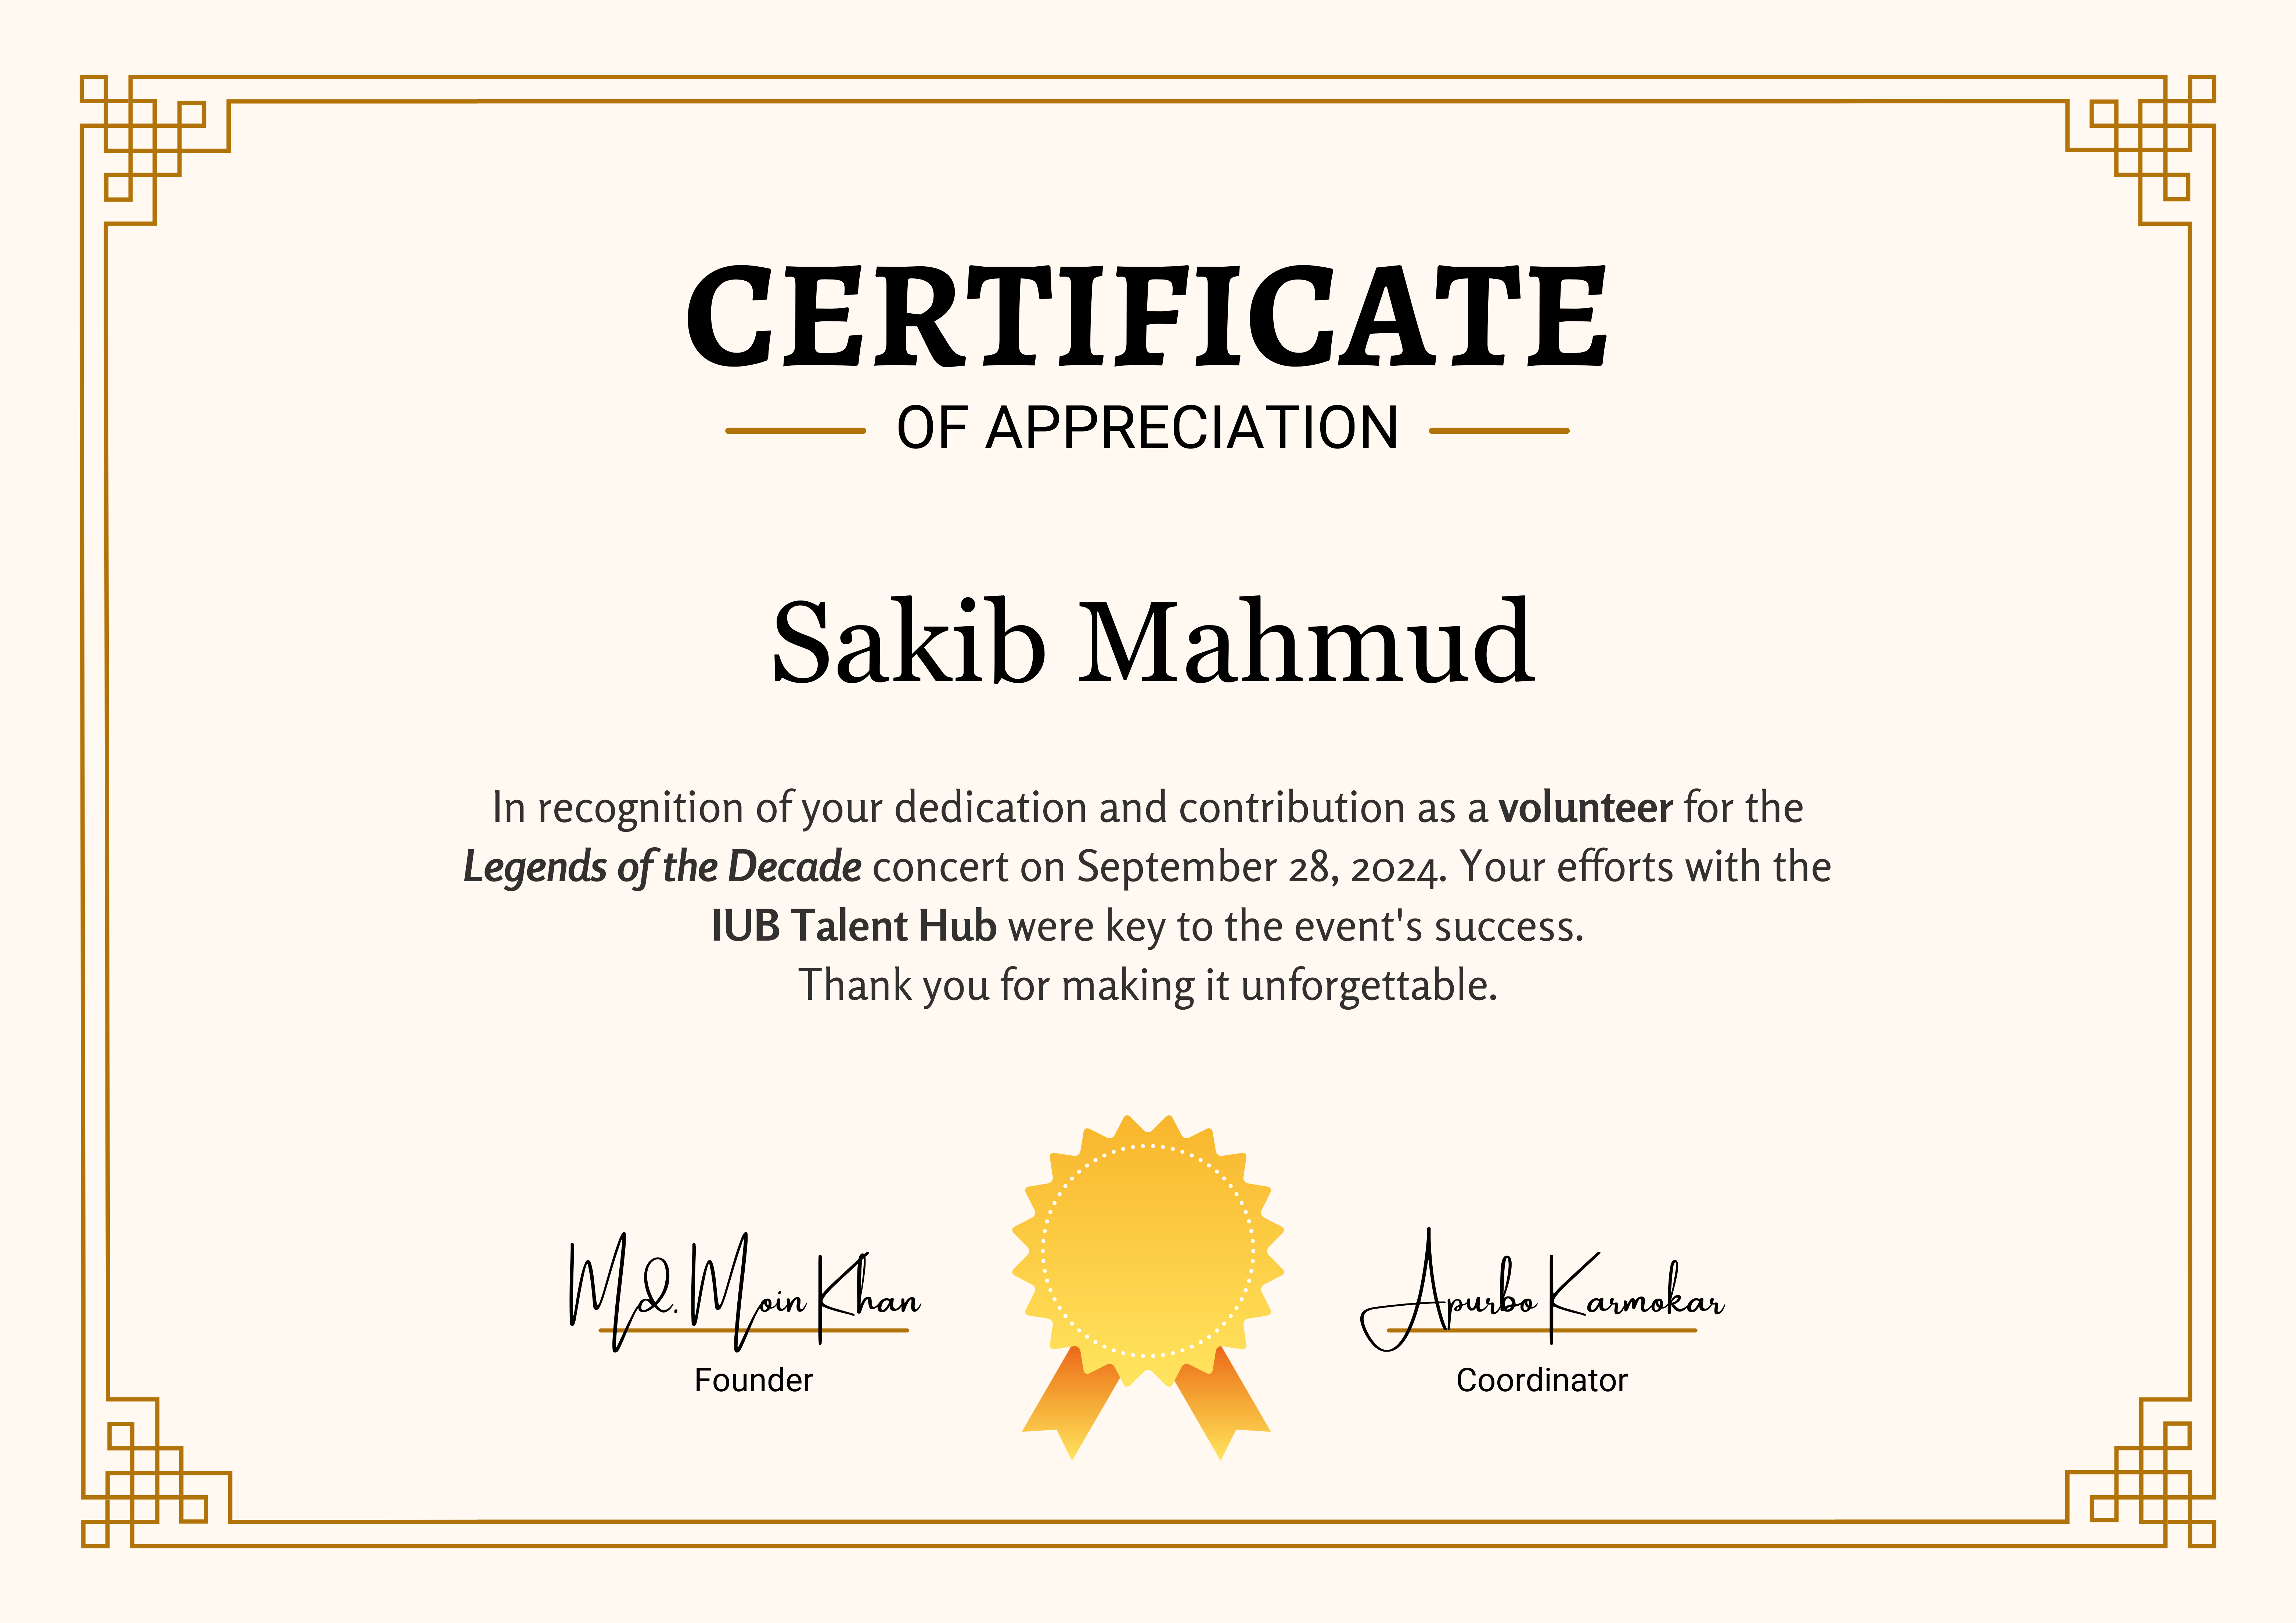 CERTIFICATE
OF APPRECIATION
Sakib Mahmud
In recognition of your dedication and contribution as a volunteer for the
Legends of the Decade concert on September 28, 2024. Your efforts with the
IUB Talent Hub were key to the event's success.
Thank you for making it unforgettable.
Md. Moin Khan
Founder
Apurbo Karmokar
Coordinator